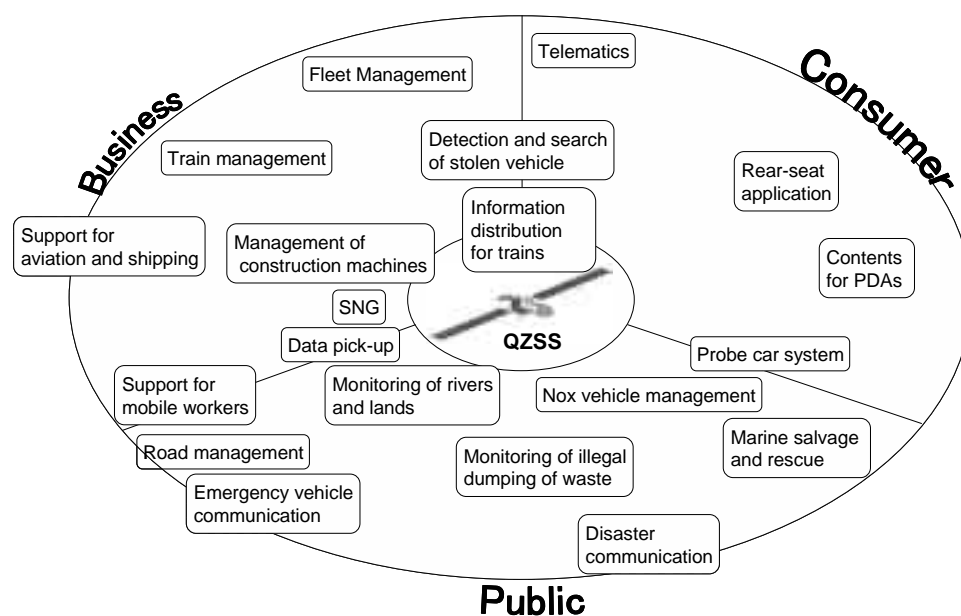 Telematics
Consumer
Fleet Management
Business
Detection and search
of stolen vehicle
Train management
Rear-seat
application
Information
distribution
for trains
Support for
aviation and shipping
Management of
construction machines
Contents
for PDAs
SNG
QZSS
Data pick-up
Probe car system
Support for
mobile workers
Monitoring of rivers
and lands
Nox vehicle management
Road management
Marine salvage
and rescue
Monitoring of illegal
dumping of waste
Emergency vehicle
communication
Disaster
communication
Public